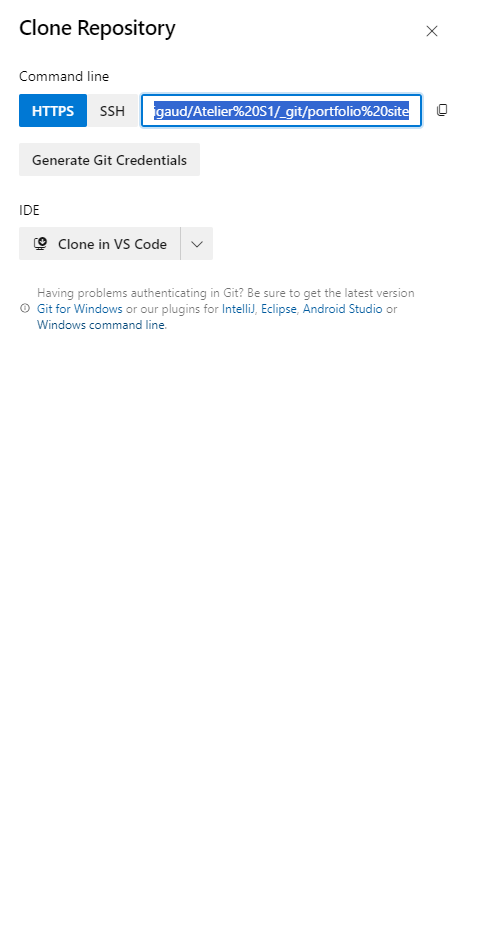 Clone Repository
Command line
HTTPS SSH igaud/Atelier%20S1/_git/portfolio%20site
Generate Git Credentials
IDE
Clone in VS Code
Having problems authenticating in Git? Be sure to get the latest version
Git for Windows or our plugins for IntelliJ, Eclipse, Android Studio or
Windows command line.